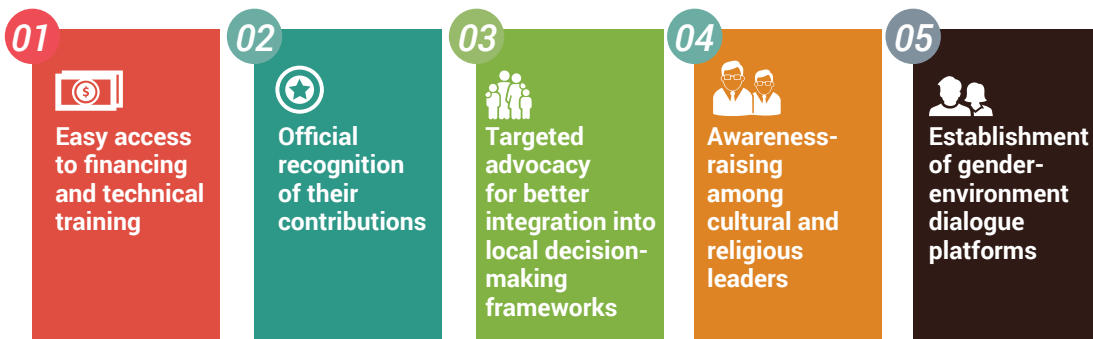 01
Easy access
to financing
and technical
training
02
Official
recognition
of their
contributions
03
Targeted
advocacy
for better
integration into
local decision-
making
frameworks
04
Awareness-
raising
among
cultural and
religious
leaders
05
Establishment
of gender-
environment
dialogue
platforms